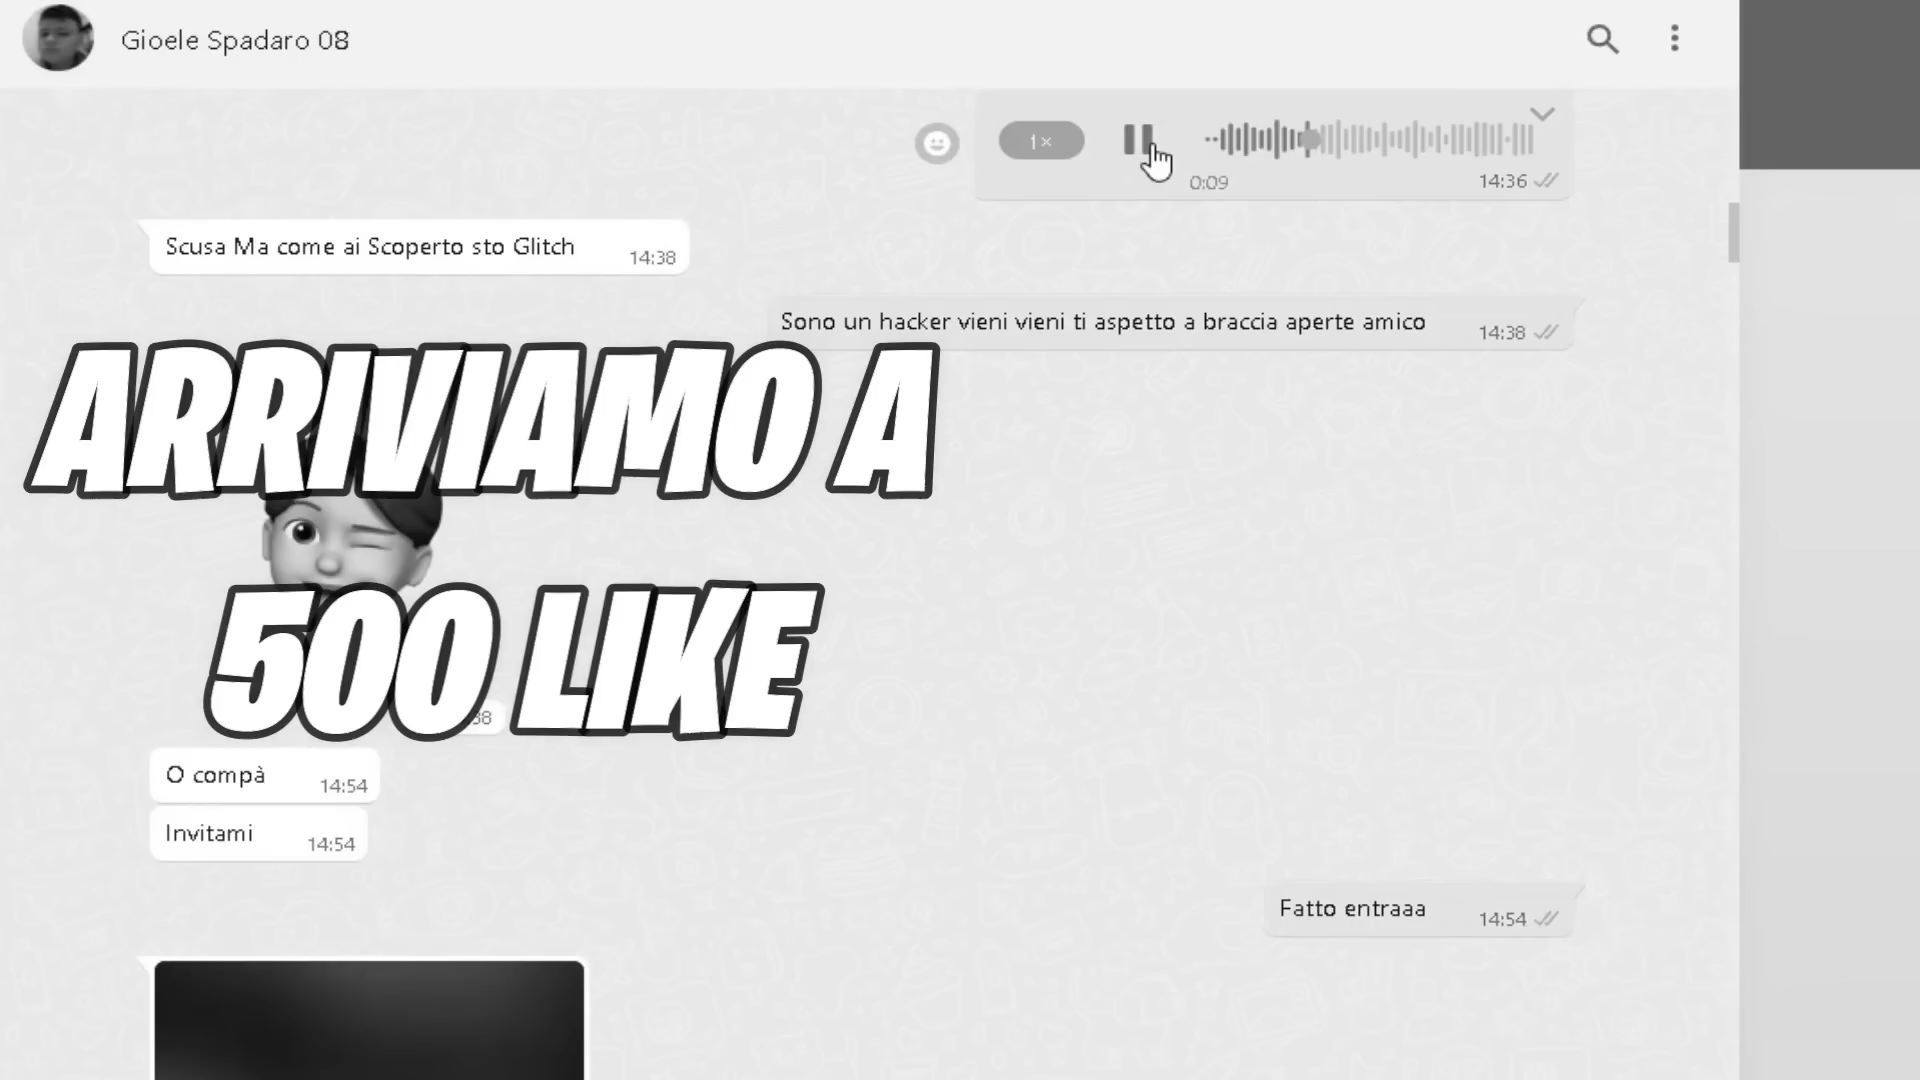 Gioele Spadaro 08
1×
0:09
14:36
Scusa Ma come ai Scoperto sto Glitch 14:38
Sono un hacker vieni vieni ti aspetto a braccia aperte amico 14:38
ARRIVIAMO A
500 LIKE
38
O compà 14:54
Invitami 14:54
Fatto entraaa 14:54